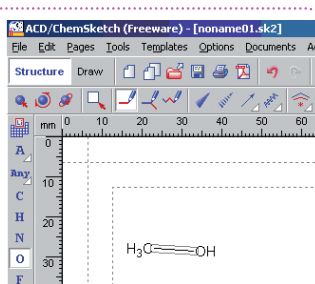 ACD/ChemSketch (Freeware) - [noname01.sk2]
File Edit Pages Tools Templates Options Documents
Structure Draw
mm 0 10 20 30 40 50 60
0
A
Any
10
C
H
20
N
O
30
F
H3C OH